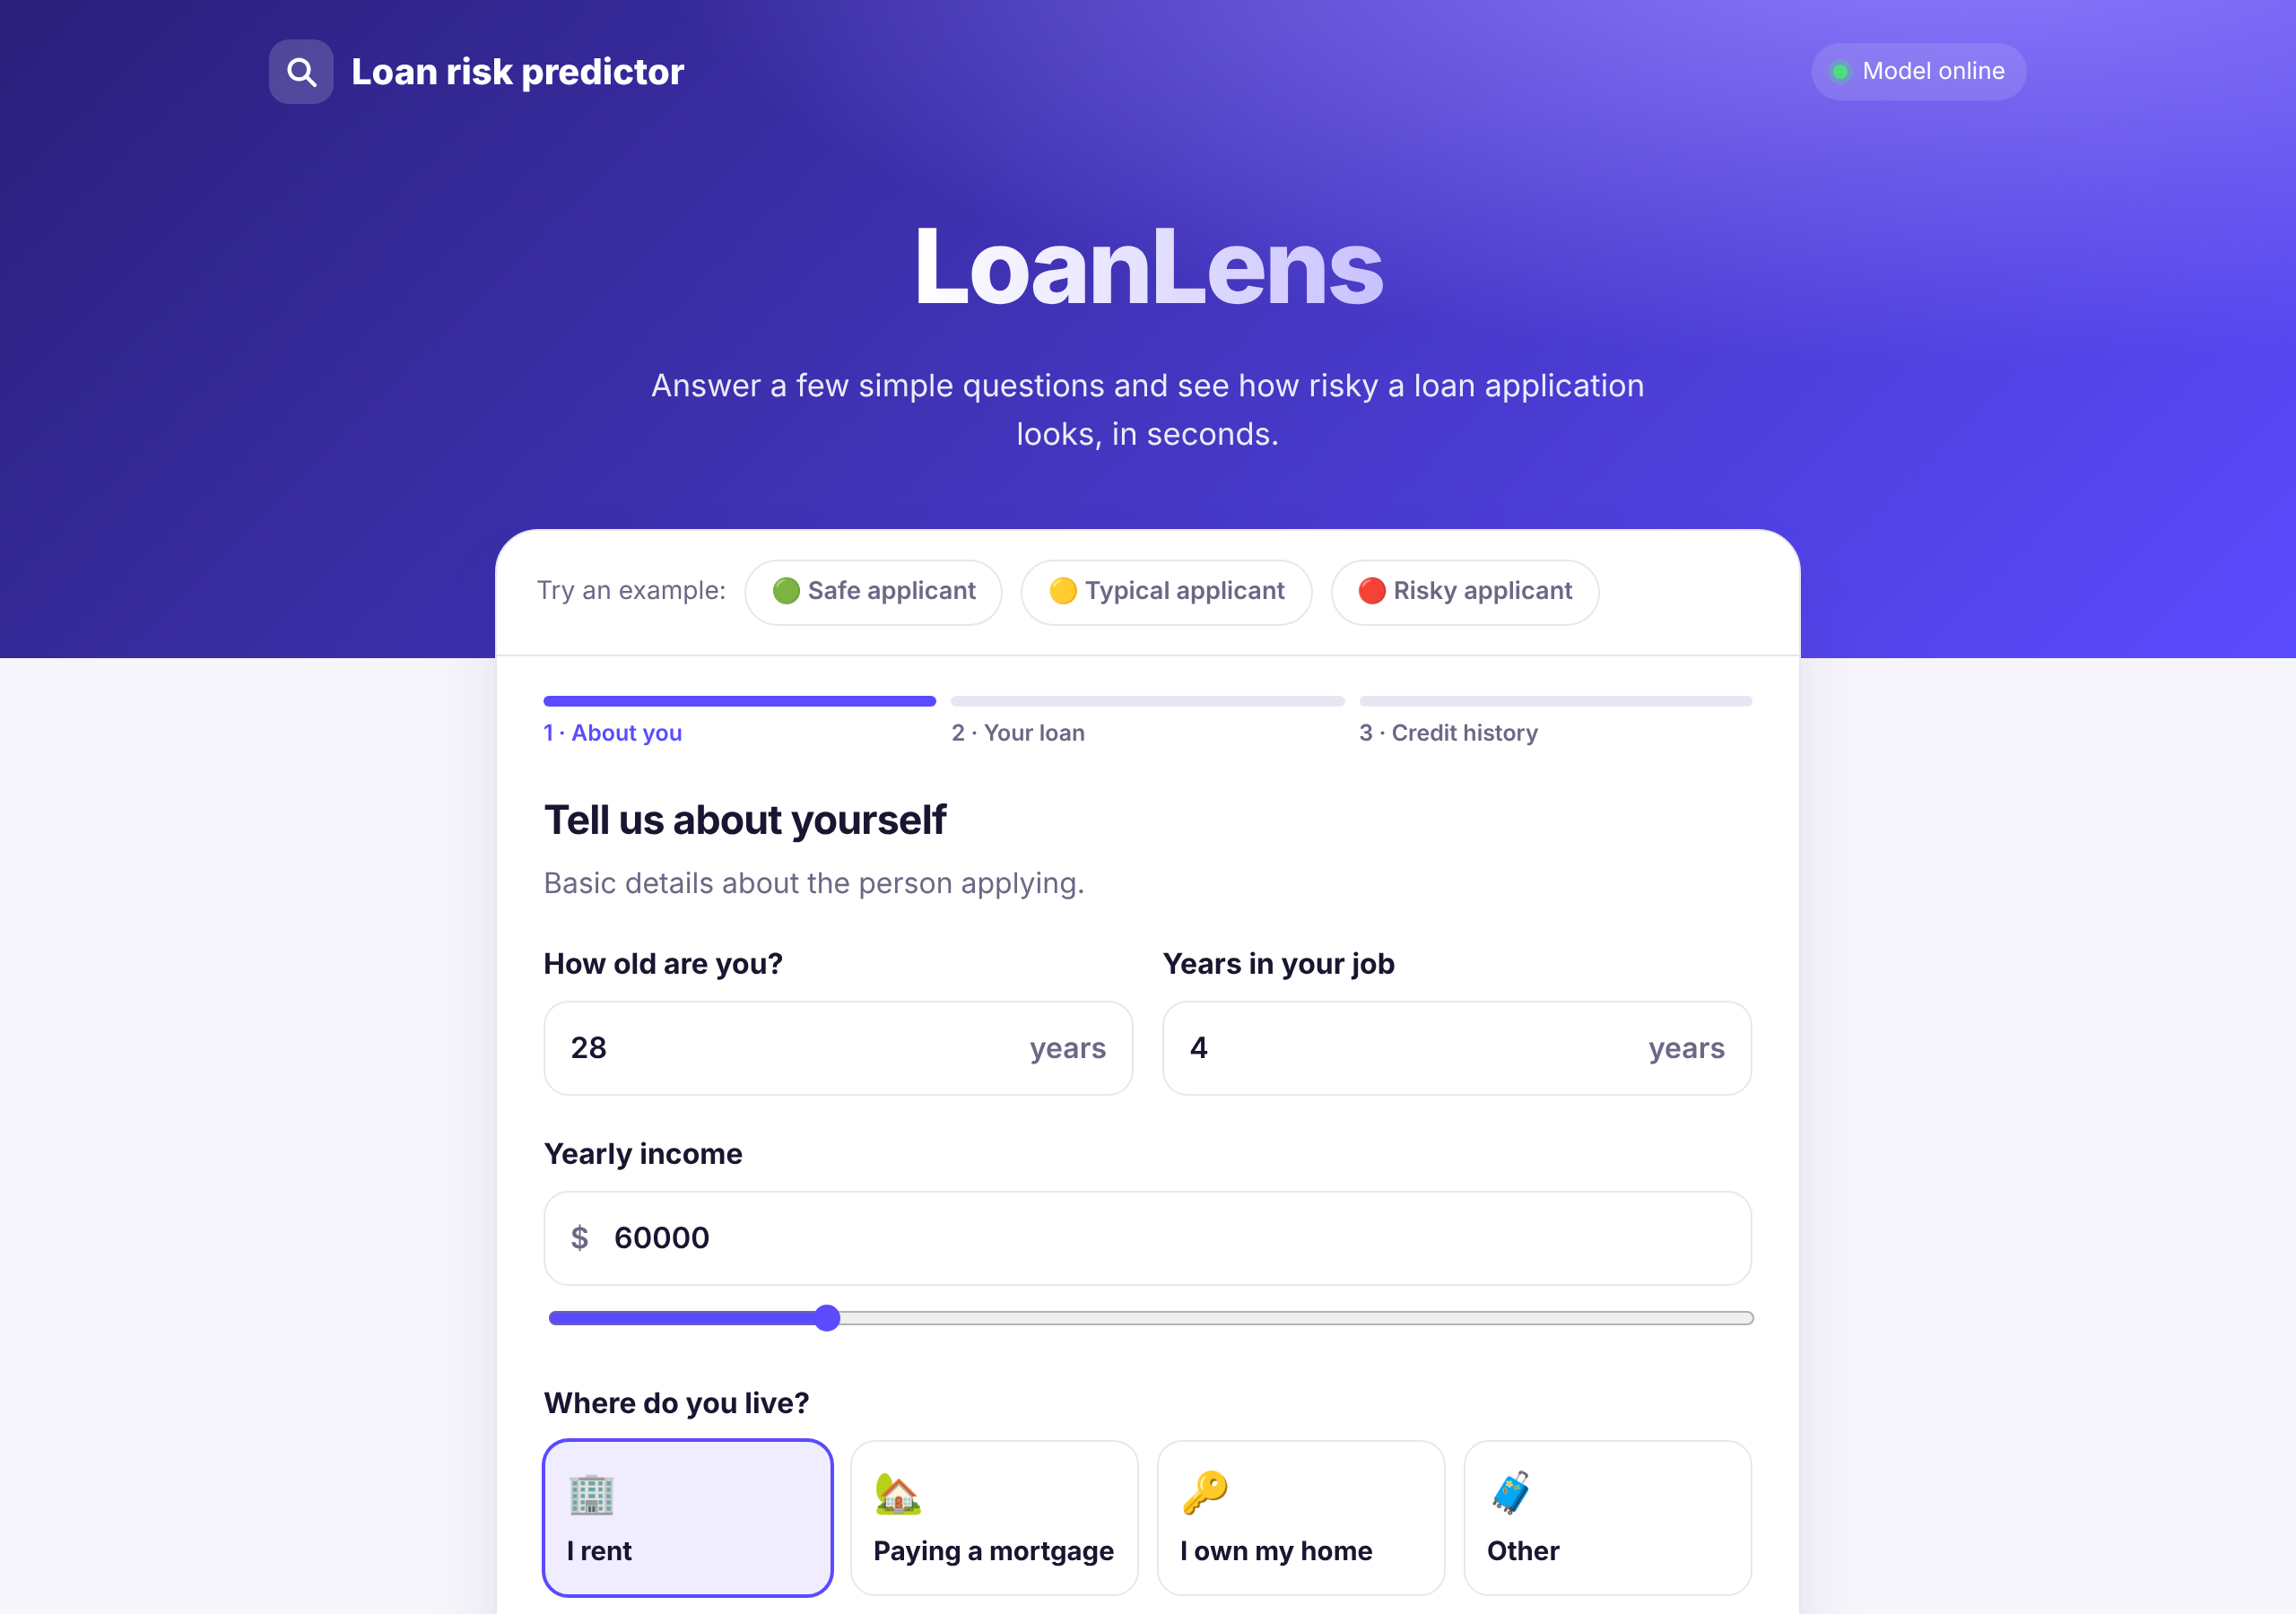 Loan risk predictor
Model online
LoanLens
Answer a few simple questions and see how risky a loan application
looks, in seconds.
Try an example:
Safe applicant
Typical applicant
Risky applicant
1 · About you
2 · Your loan
3 · Credit history
Tell us about yourself
Basic details about the person applying.
How old are you?
Years in your job
28 years
4 years
Yearly income
$ 60000
Where do you live?
I rent
Paying a mortgage
I own my home
Other